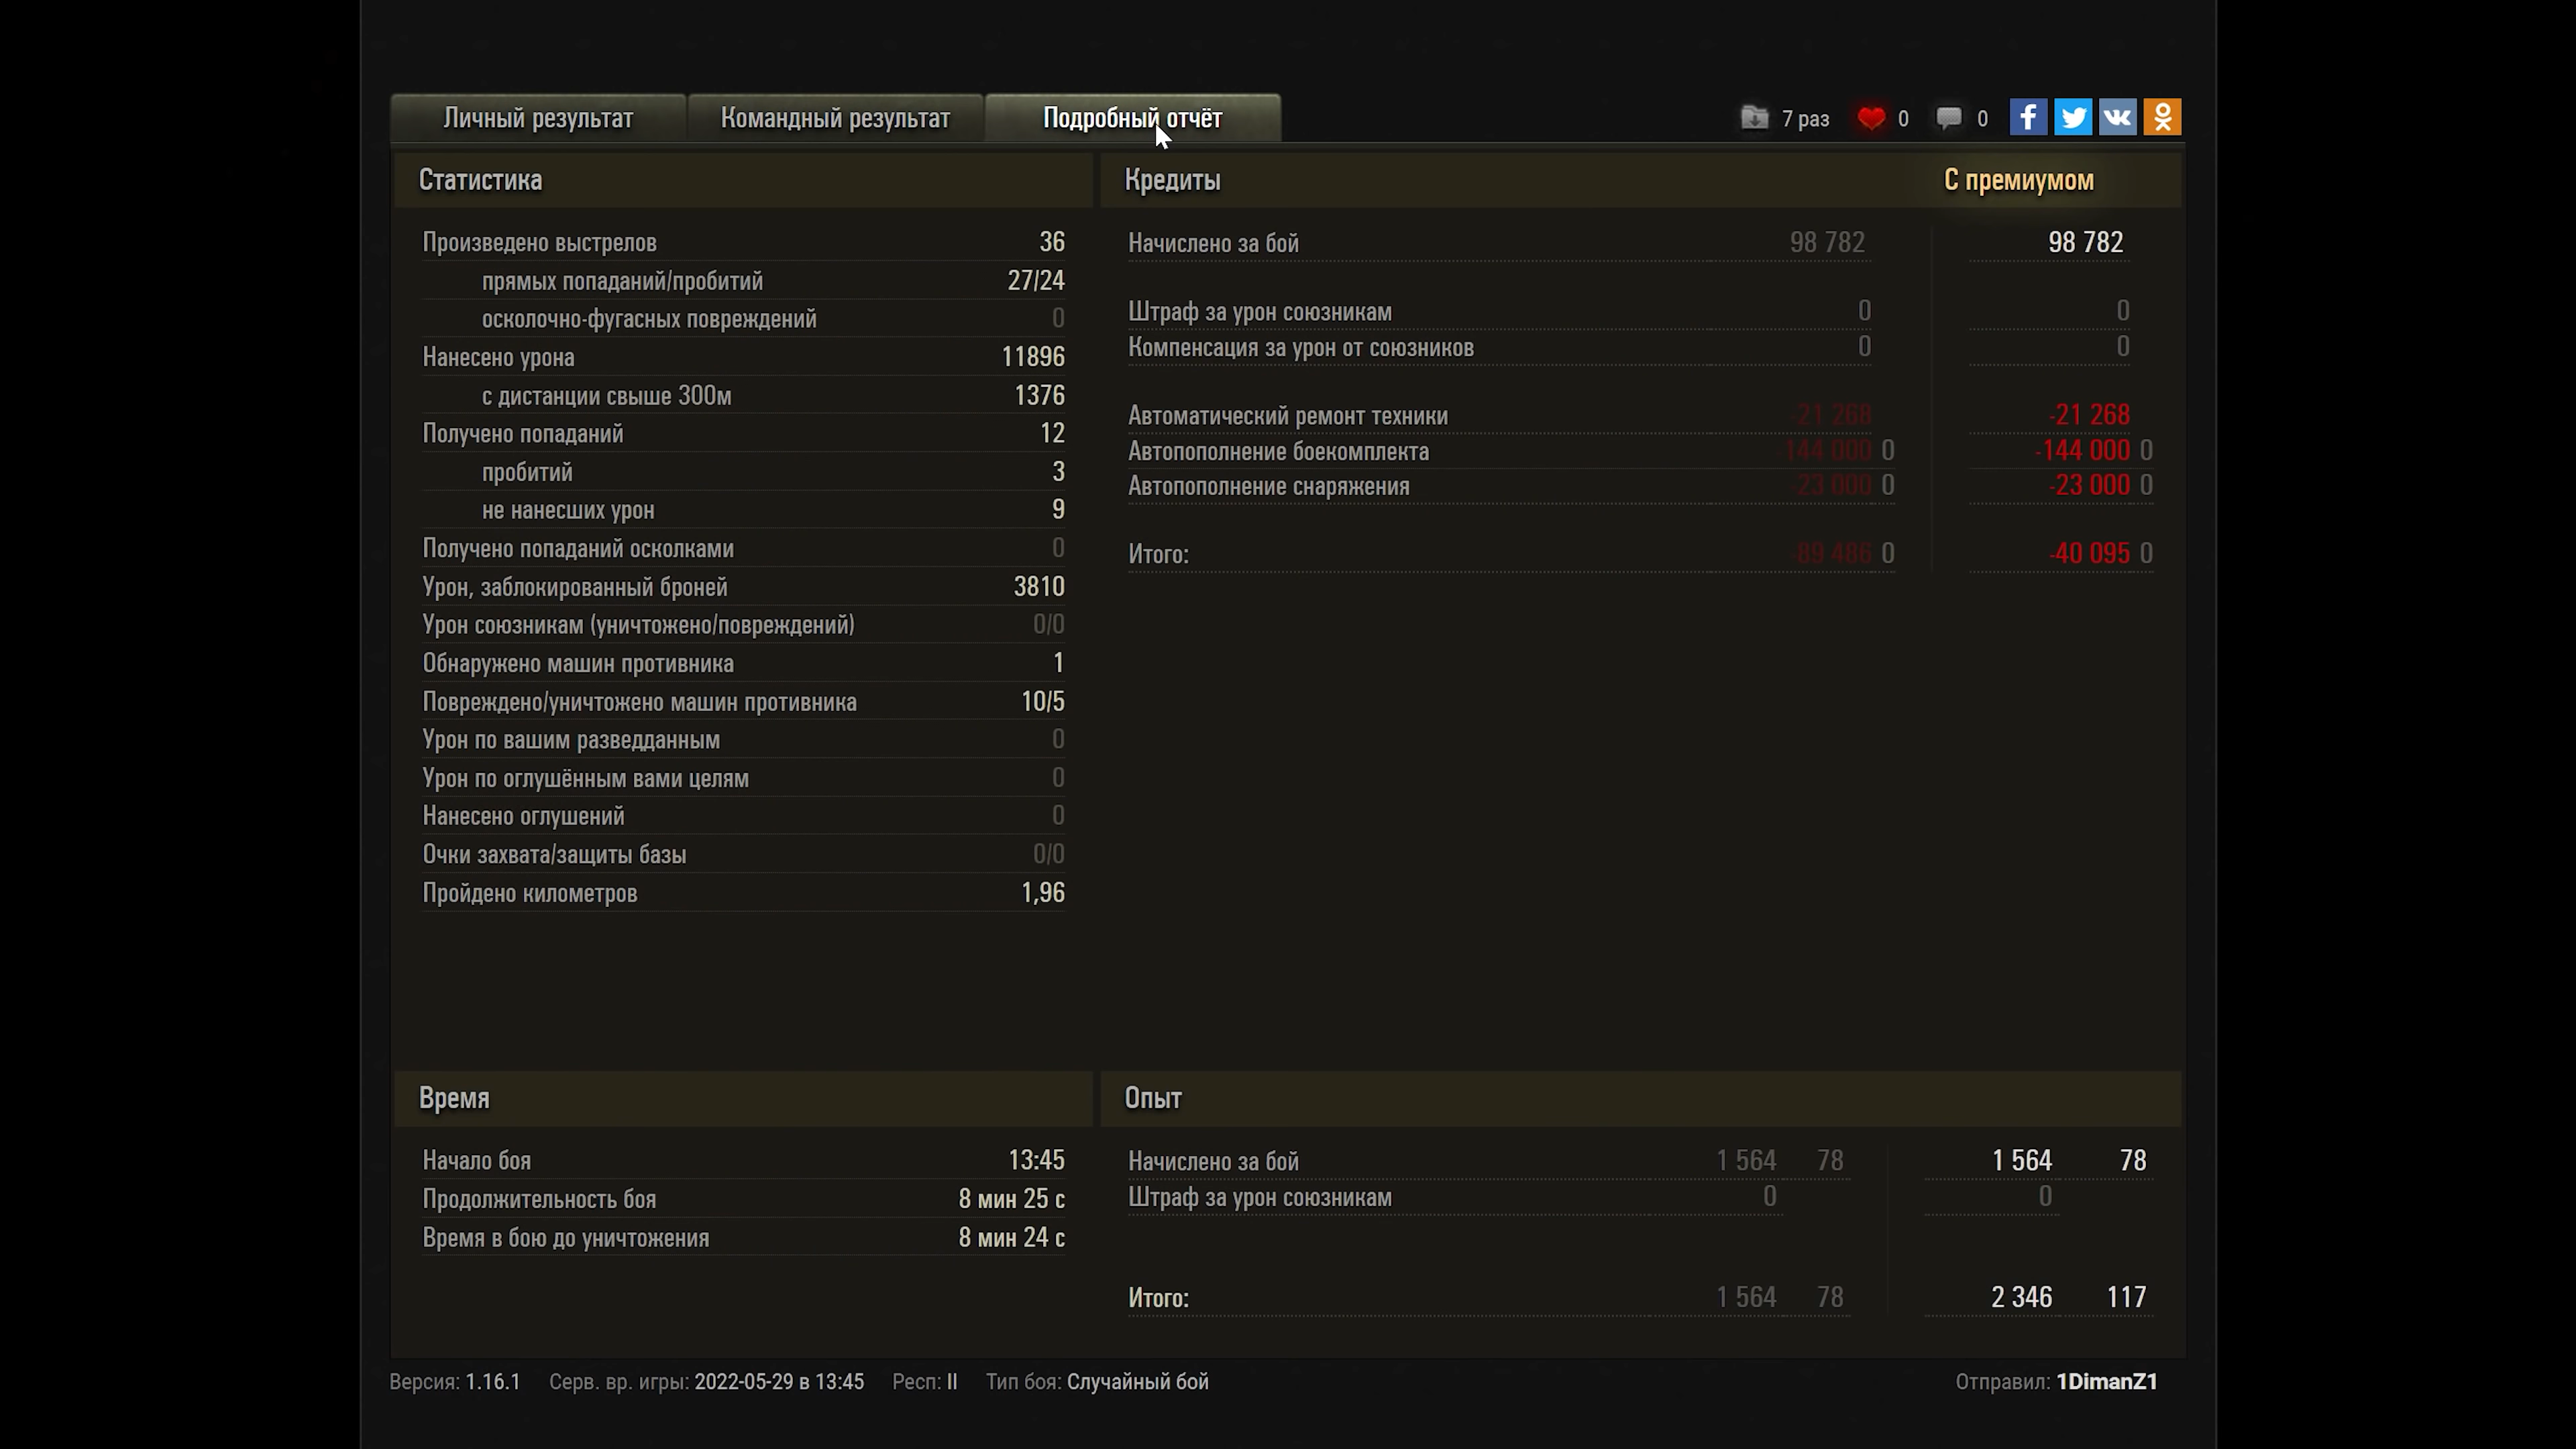 Личный результат Командный результат Подробный отчёт 7 раз 0 0
Статистика
Произведено выстрелов 36
прямых попаданий/пробитий 27/24
осколочно-фугасных повреждений 0
Нанесено урона 11896
с дистанции свыше 300м 1376
Получено попаданий 12
пробитий 3
не нанесших урон 9
Получено попаданий осколками 0
Урон, заблокированный броней 3810
Урон союзникам (уничтожено/повреждений) 0/0
Обнаружено машин противника 1
Повреждено/уничтожено машин противника 10/5
Урон по вашим разведданным 0
Урон по оглушённым вами целям 0
Нанесено оглушений 0
Очки захвата/защиты базы 0/0
Пройдено километров 1,96
Кредиты С премиумом
Начислено за бой 98 782 98 782
Штраф за урон союзникам 0 0
Компенсация за урон от союзников 0 0
Автоматический ремонт техники -21 268 -21 268
Автопополнение боекомплекта -144 000 0 -144 000 0
Автопополнение снаряжения -23 000 0 -23 000 0
Итого: -89 486 0 -40 095 0
Время
Начало боя 13:45
Продолжительность боя 8 мин 25 с
Время в бою до уничтожения 8 мин 24 с
Опыт
Начислено за бой 1 564 78 1 564 78
Штраф за урон союзникам 0 0
Итого: 1 564 78 2 346 117
Версия: 1.16.1 Серв. вр. игры: 2022-05-29 в 13:45 Респ: II Тип боя: Случайный бой Отправил: 1DimanZ1